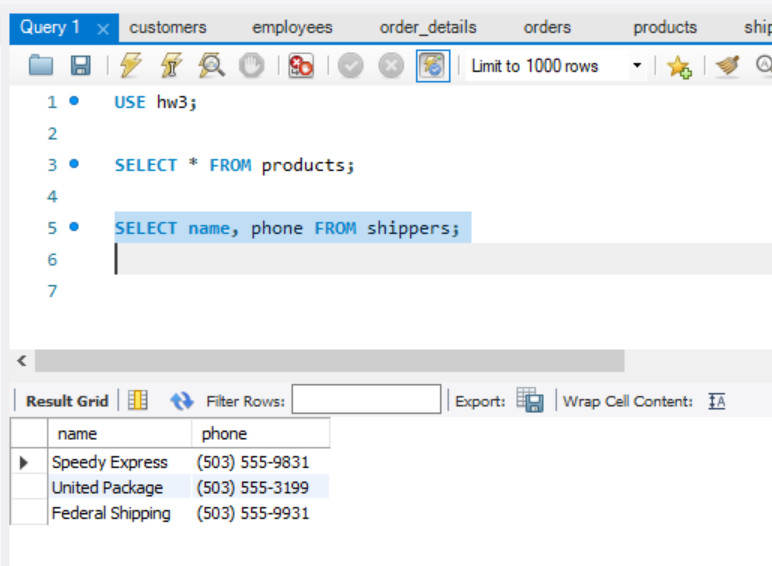 Query 1 × customers employees order_details orders products ship
Limit to 1000 rows
1 USE hw3;
2
3 SELECT * FROM products;
4
5 SELECT name, phone FROM shippers;
6
7
Result Grid Filter Rows: Export: Wrap Cell Content: IA
name phone
Speedy Express (503) 555-9831
United Package (503) 555-3199
Federal Shipping (503) 555-9931